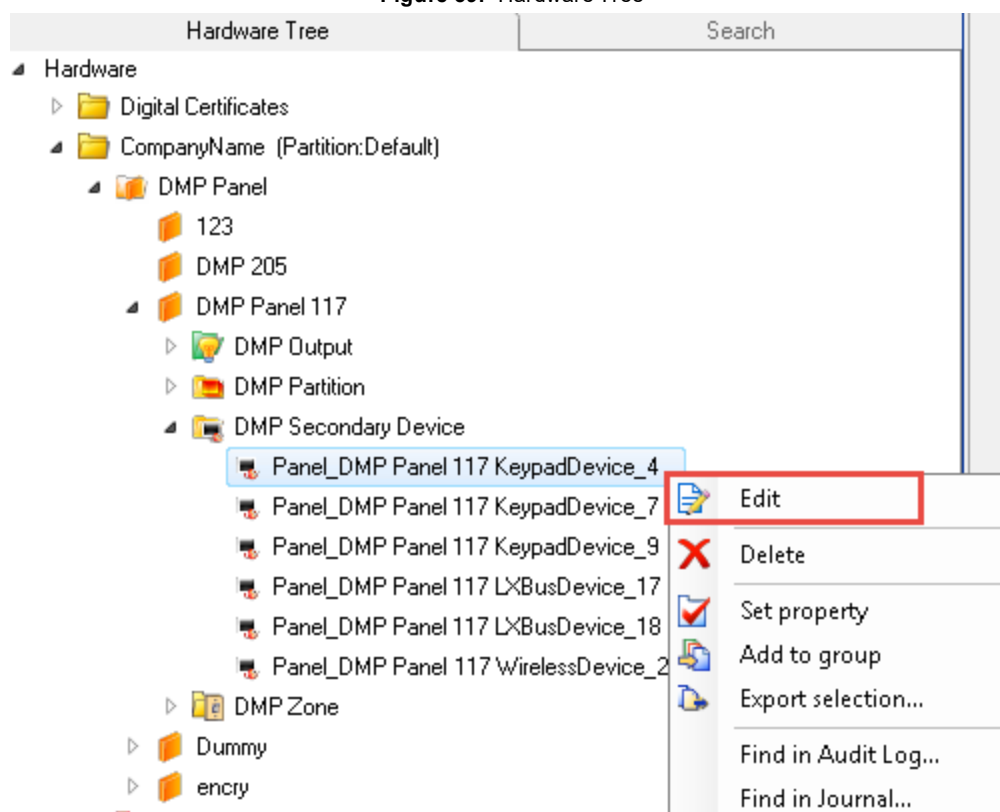 Hardware Tree
Search
Hardware
Digital Certificates
CompanyName (Partition:Default)
DMP Panel
123
DMP 205
DMP Panel 117
DMP Output
DMP Partition
DMP Secondary Device
Panel_DMP Panel 117 KeypadDevice_4
Panel_DMP Panel 117 KeypadDevice_7
Panel_DMP Panel 117 KeypadDevice_9
Panel_DMP Panel 117 LXBusDevice_17
Panel_DMP Panel 117 LXBusDevice_18
Panel_DMP Panel 117 WirelessDevice_2
DMP Zone
Dummy
encry
Edit
Delete
Set property
Add to group
Export selection...
Find in Audit Log...
Find in Journal...